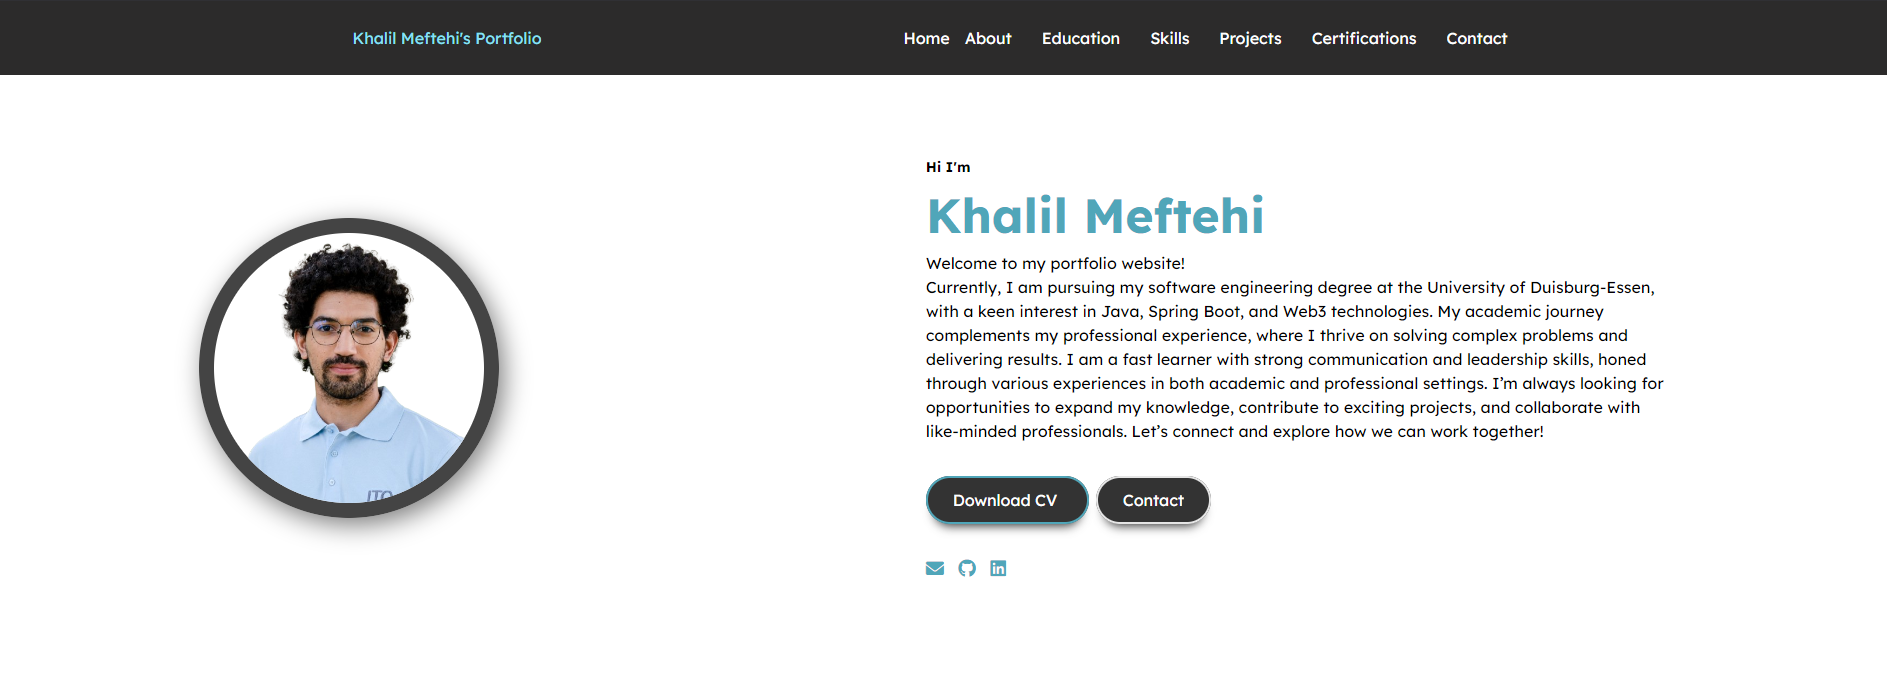 Khalil Meftehi's Portfolio
Home About Education Skills Projects Certifications Contact
Hi I'm
Khalil Meftehi
Welcome to my portfolio website!
Currently, I am pursuing my software engineering degree at the University of Duisburg-Essen,
with a keen interest in Java, Spring Boot, and Web3 technologies. My academic journey
complements my professional experience, where I thrive on solving complex problems and
delivering results. I am a fast learner with strong communication and leadership skills, honed
through various experiences in both academic and professional settings. I’m always looking for
opportunities to expand my knowledge, contribute to exciting projects, and collaborate with
like-minded professionals. Let’s connect and explore how we can work together!
Download CV Contact
in